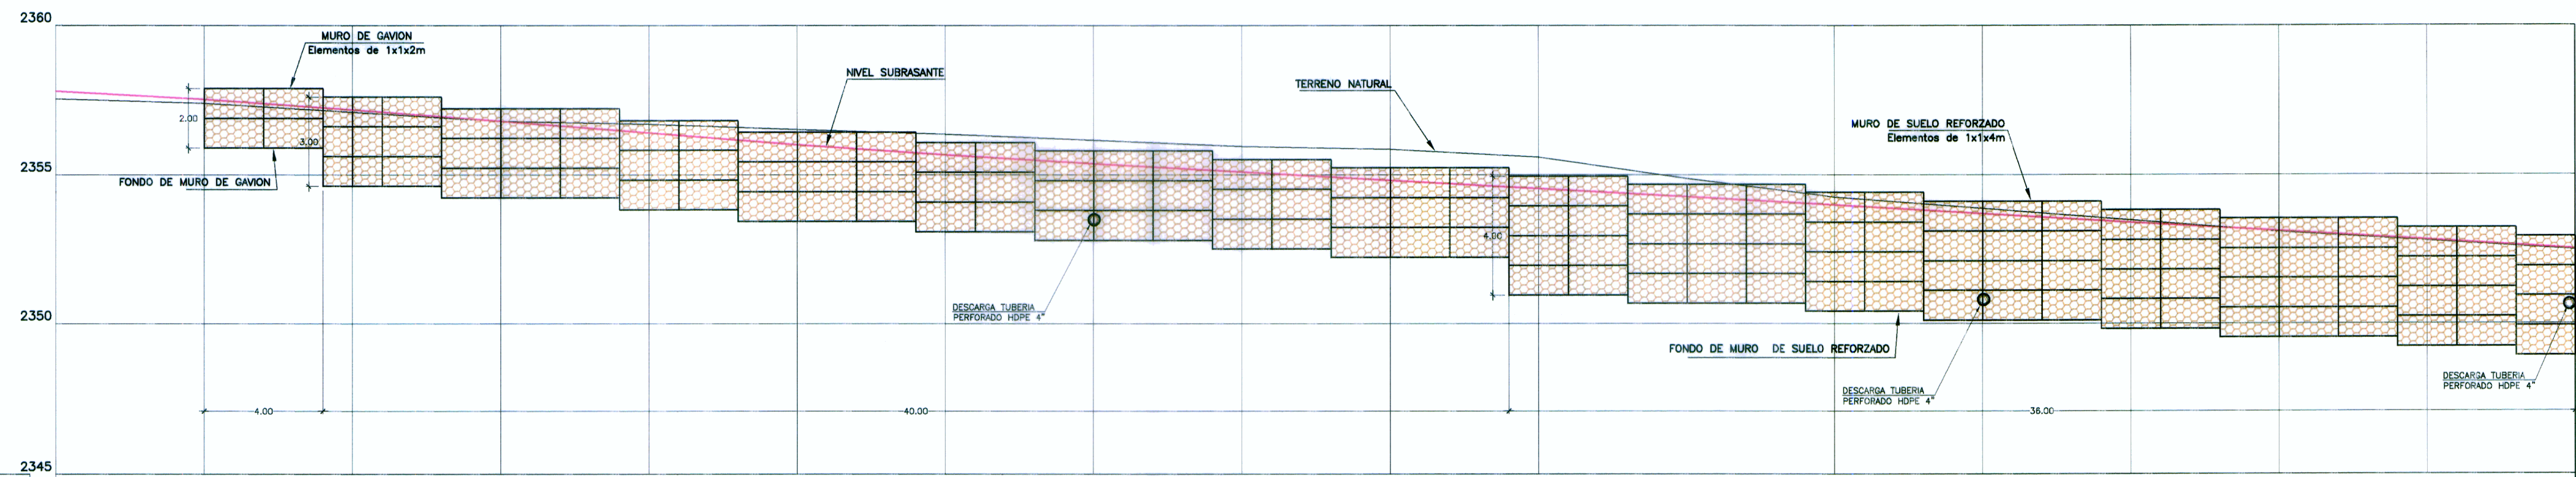 2360
MURO DE GAVION
Elementos de 1x1x2m
NIVEL SUBRASANTE
TERRENO NATURAL
2.00
3.00
MURO DE SUELO REFORZADO
Elementos de 1x1x4m
2355
FONDO DE MURO DE GAVION
4.00
DESCARGA TUBERIA
PERFORADO HDPE 4"
2350
FONDO DE MURO DE SUELO REFORZADO
DESCARGA TUBERIA
PERFORADO HDPE 4"
DESCARGA TUBERIA
PERFORADO HDPE 4"
4.00
40.00
36.00
2345